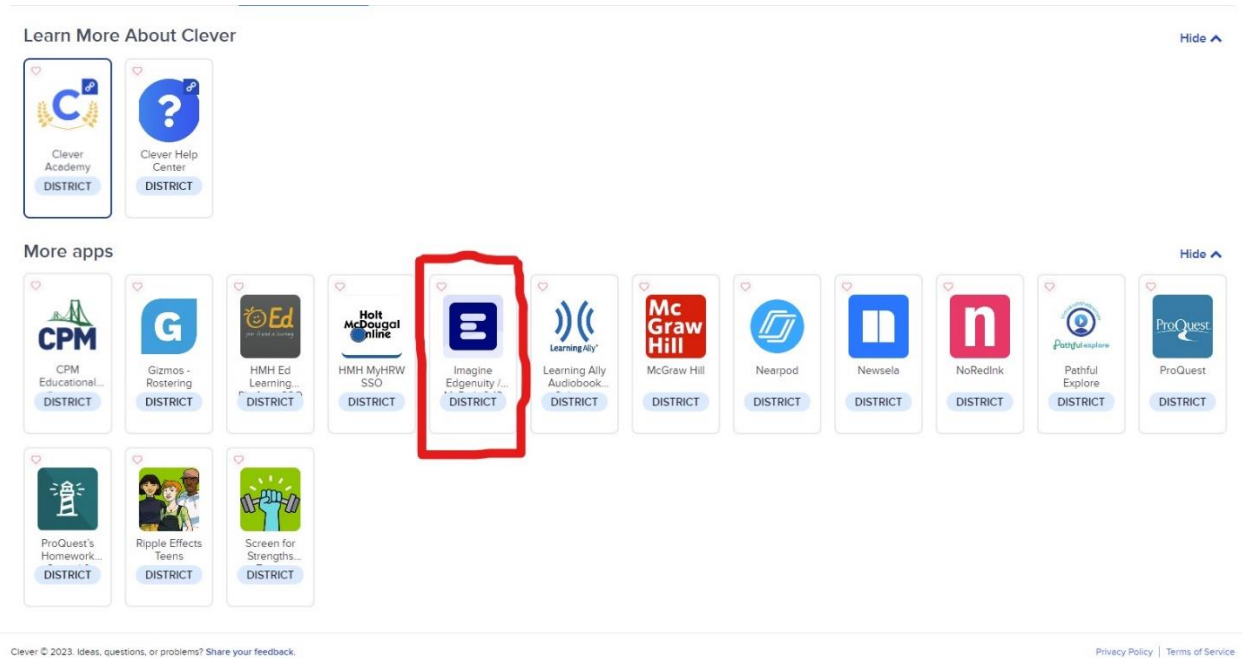 Learn More About Clever
Hide
Clever
Academy
DISTRICT
Clever Help
Center
DISTRICT
More apps
Hide
CPM
CPM
Educational...
DISTRICT
G
Gizmos -
Rostering
DISTRICT
Ed
HMH Ed
Learning...
DISTRICT
Holt
McDougal
Online
HMH MyHRW
SSO
DISTRICT
E
Imagine
Edgenuity /...
DISTRICT
Learning Ally
Learning Ally
Audiobook...
DISTRICT
Mc
Graw
Hill
McGraw Hill
DISTRICT
Nearpod
DISTRICT
Newsela
DISTRICT
n
NoRedInk
DISTRICT
Pathful explore
Pathful
Explore
DISTRICT
ProQuest
ProQuest
DISTRICT
ProQuest's
Homework...
DISTRICT
Ripple Effects
Teens
DISTRICT
Screen for
Strengths...
DISTRICT
Clever © 2023. Ideas, questions, or problems? Share your feedback.
Privacy Policy | Terms of Service